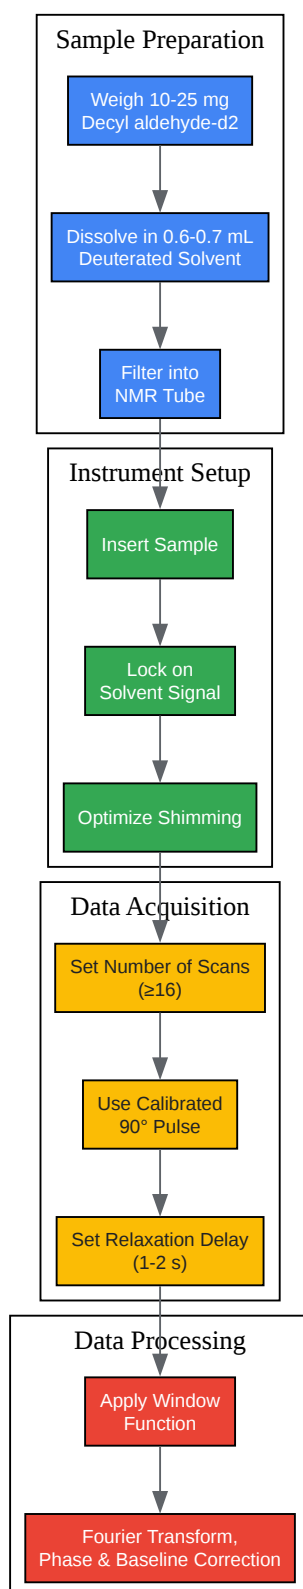 Sample Preparation
Weigh 10-25 mg
Decyl aldehyde-d2
Dissolve in 0.6-0.7 mL
Deuterated Solvent
Filter into
NMR Tube
Instrument Setup
Insert Sample
Lock on
Solvent Signal
Optimize Shimming
Data Acquisition
Set Number of Scans
(≥16)
Use Calibrated
90° Pulse
Set Relaxation Delay
(1-2 s)
Data Processing
Apply Window
Function
Fourier Transform,
Phase & Baseline Correction